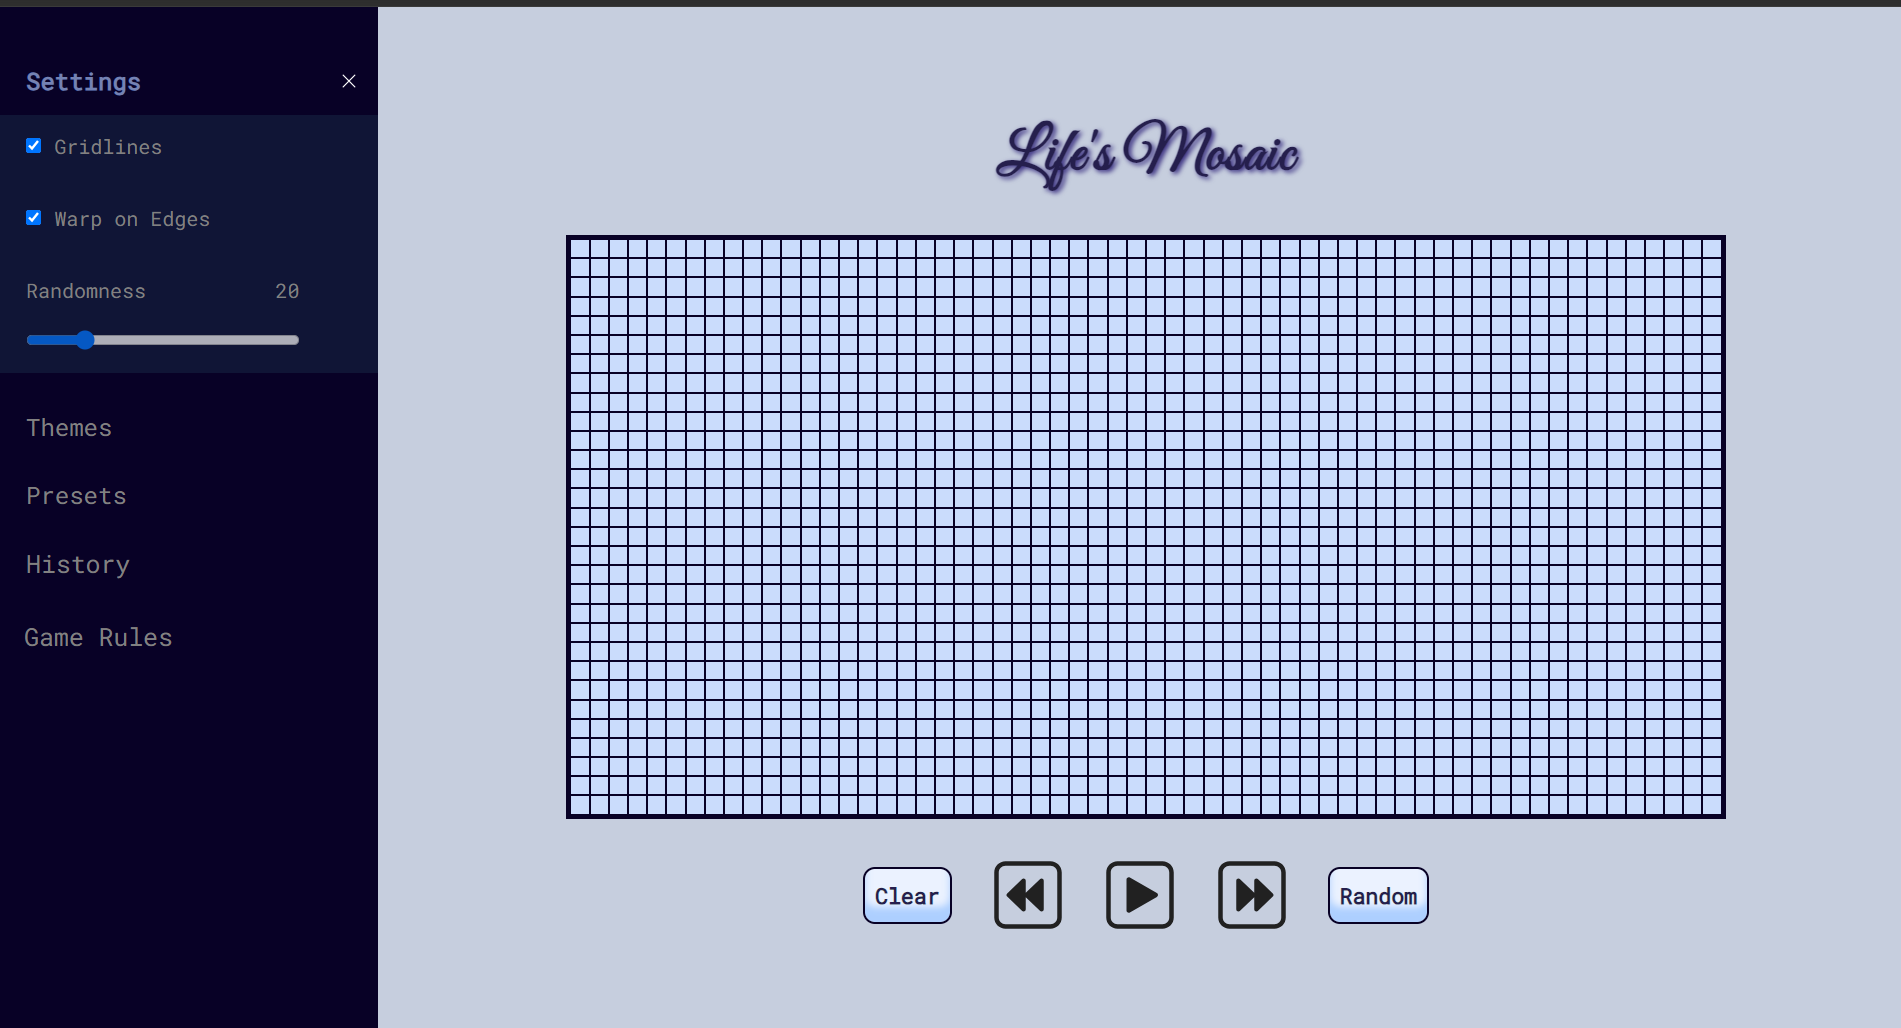 Settings
Gridlines
Warp on Edges
Randomness 20
Themes
Presets
History
Game Rules
Life's Mosaic
Clear
Random